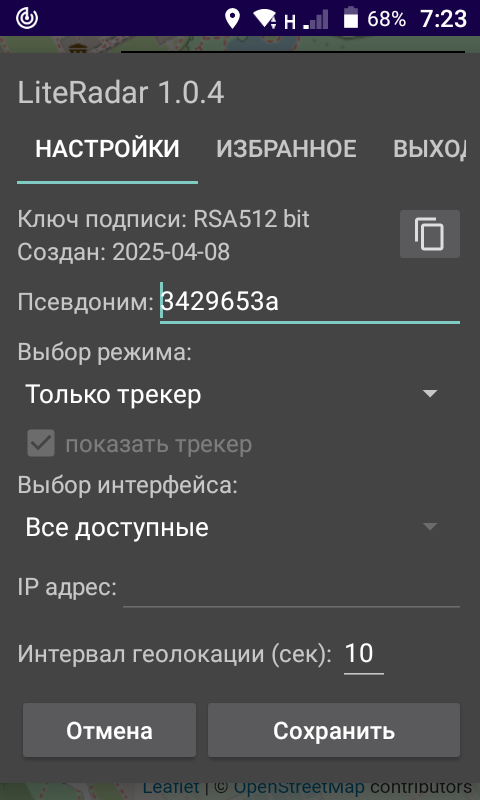 H 68% 7:23
LiteRadar 1.0.4
НАСТРОЙКИ ИЗБРАННОЕ ВЫХОД
Ключ подписи: RSA512 bit
Создан: 2025-04-08
Псевдоним: 3429653a
Выбор режима:
Только трекер
показать трекер
Выбор интерфейса:
Все доступные
IP адрес:
Интервал геолокации (сек): 10
Отмена Сохранить
Leaflet | © OpenStreetMap contributors